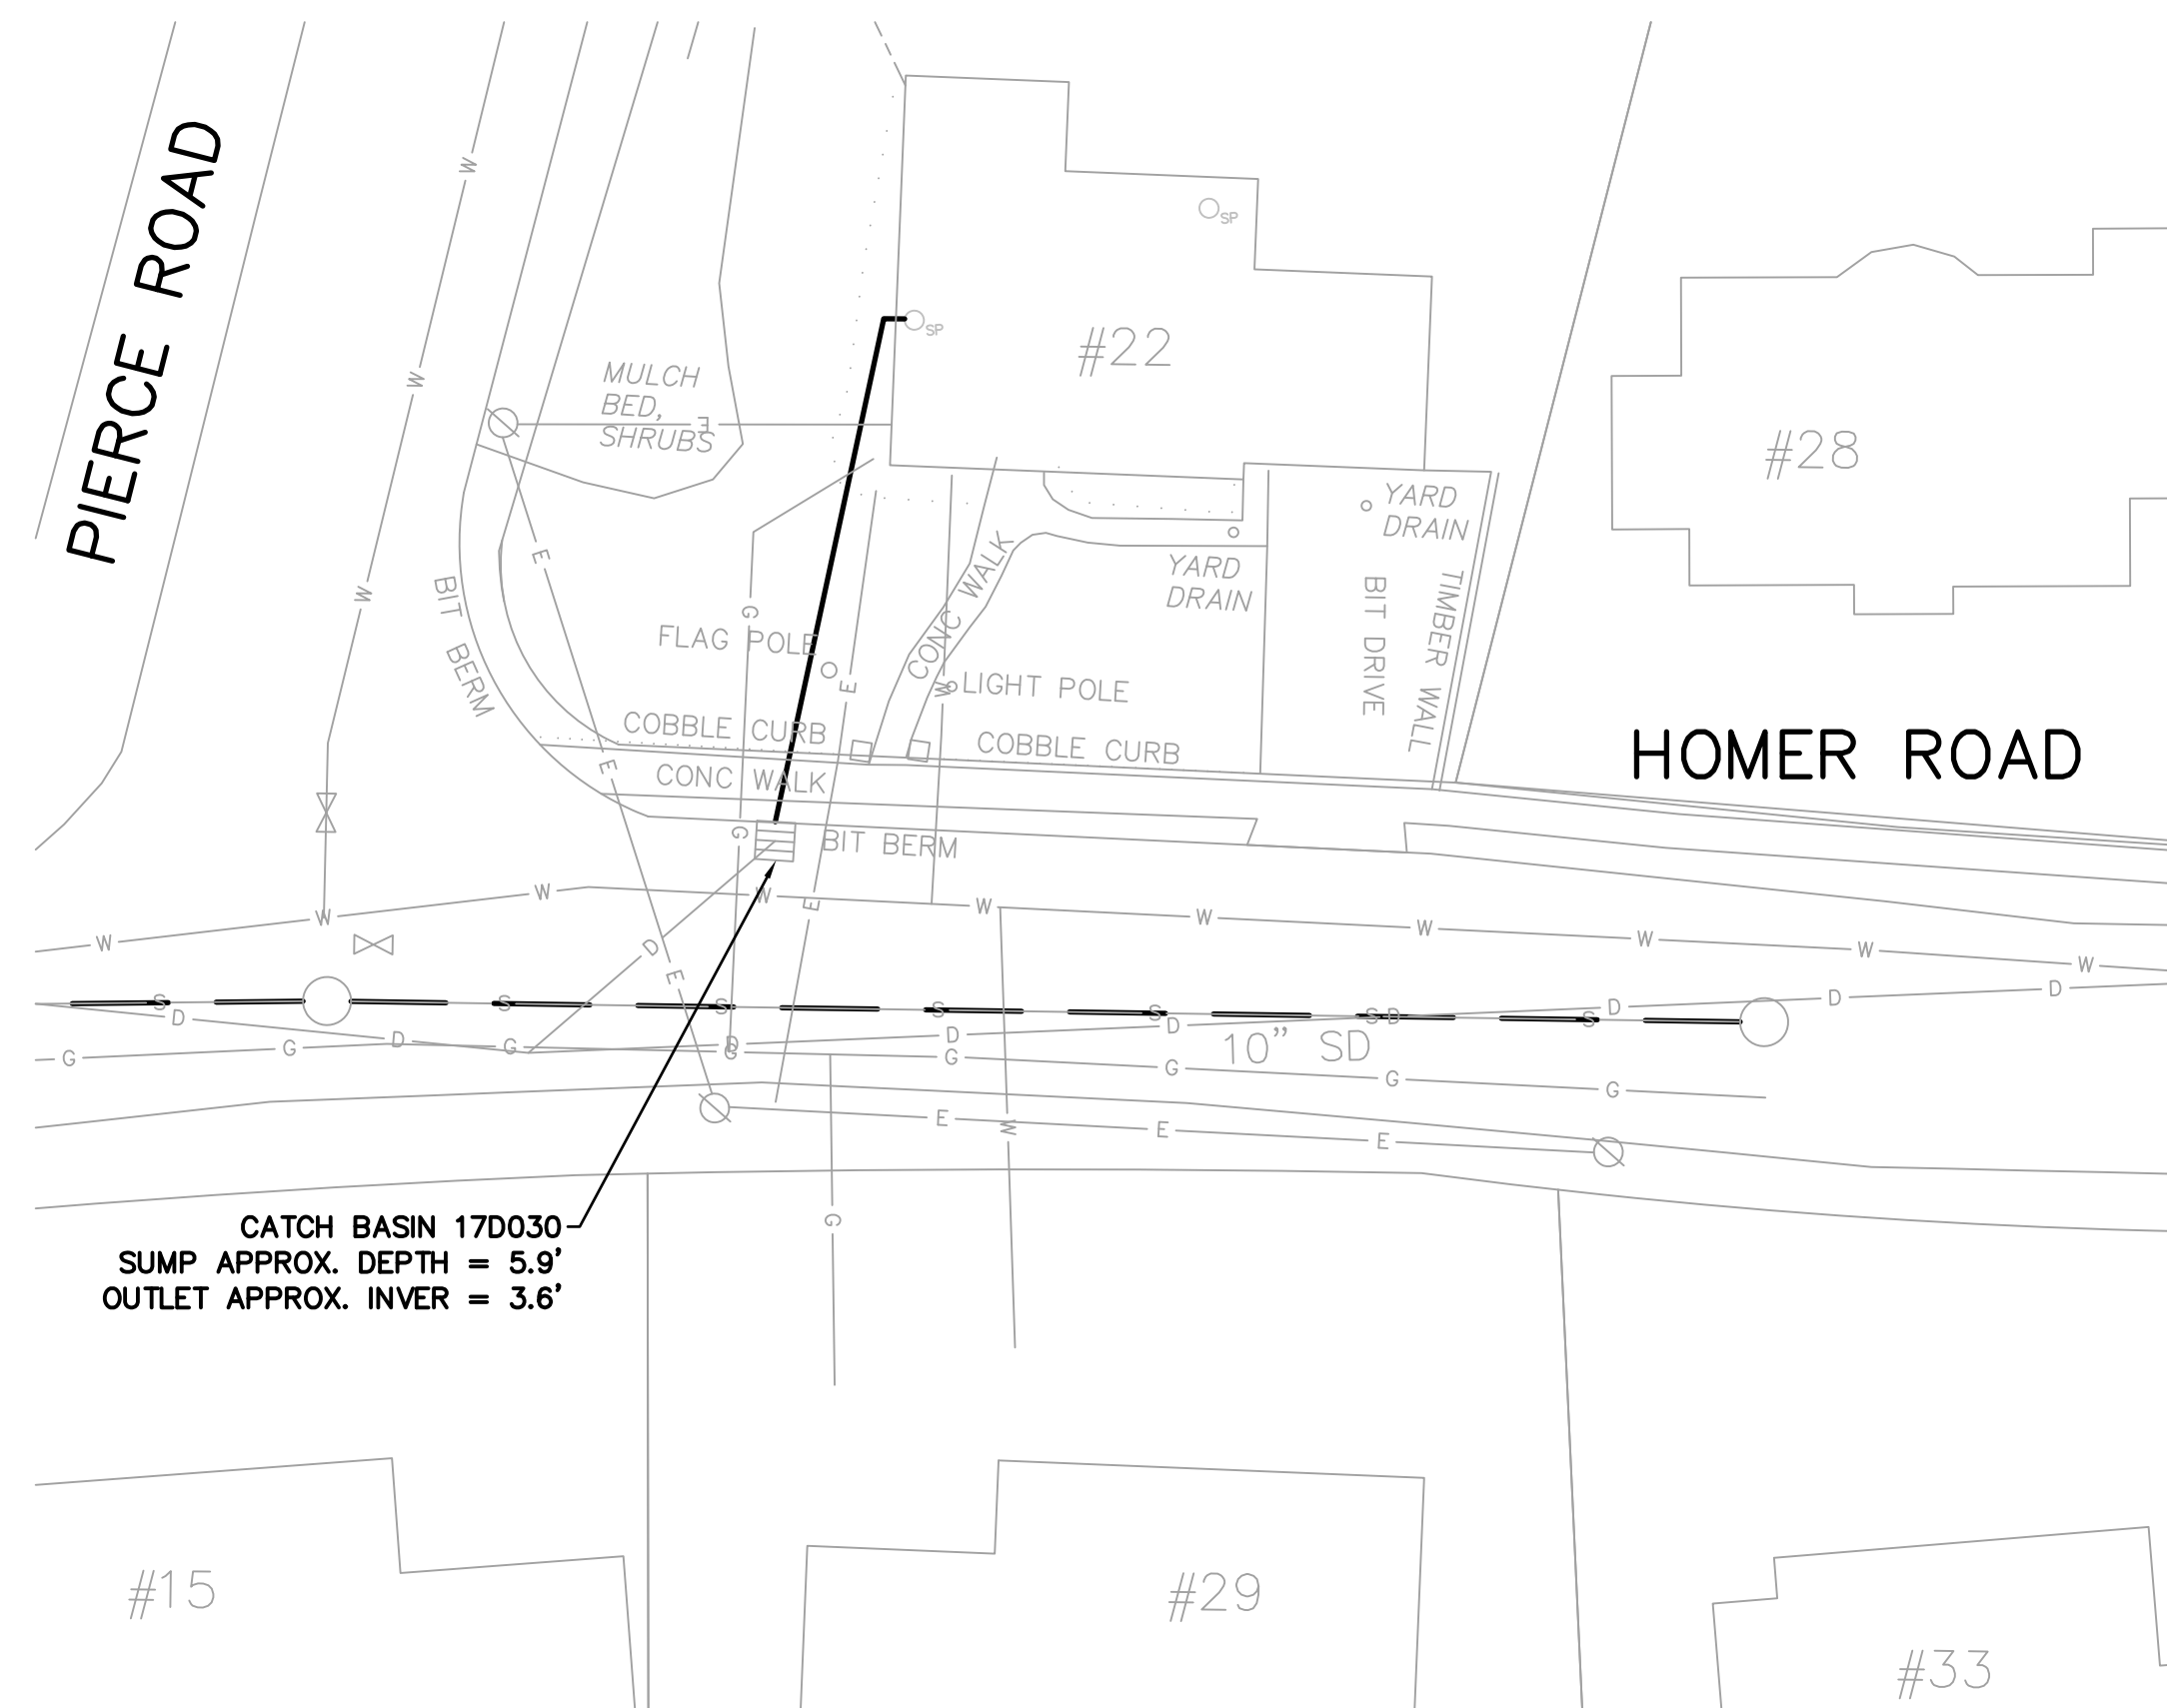 PIERCE ROAD
W
W
W
SP
#22
SP
MULCH
BED,
SHRUBS
E
#28
YARD
DRAIN
YARD
DRAIN
E
BIT BERM
G
FLAG POLE
CONC WALK
E
W
LIGHT POLE
BIT DRIVE
TIMBER WALL
COBBLE CURB
COBBLE CURB
HOMER ROAD
E
CONC WALK
G
BIT BERM
W
W
W
W
E
W
W
W
W
W
W
D
E
S
S
S
S
S
S
D
S
D
D
D
D
D
D
D
D
10" SD
G
G
G
G
G
G
G
G
E
W
E
E
G
CATCH BASIN 17D030
SUMP APPROX. DEPTH = 5.9'
OUTLET APPROX. INVER = 3.6'
#15
#29
#33